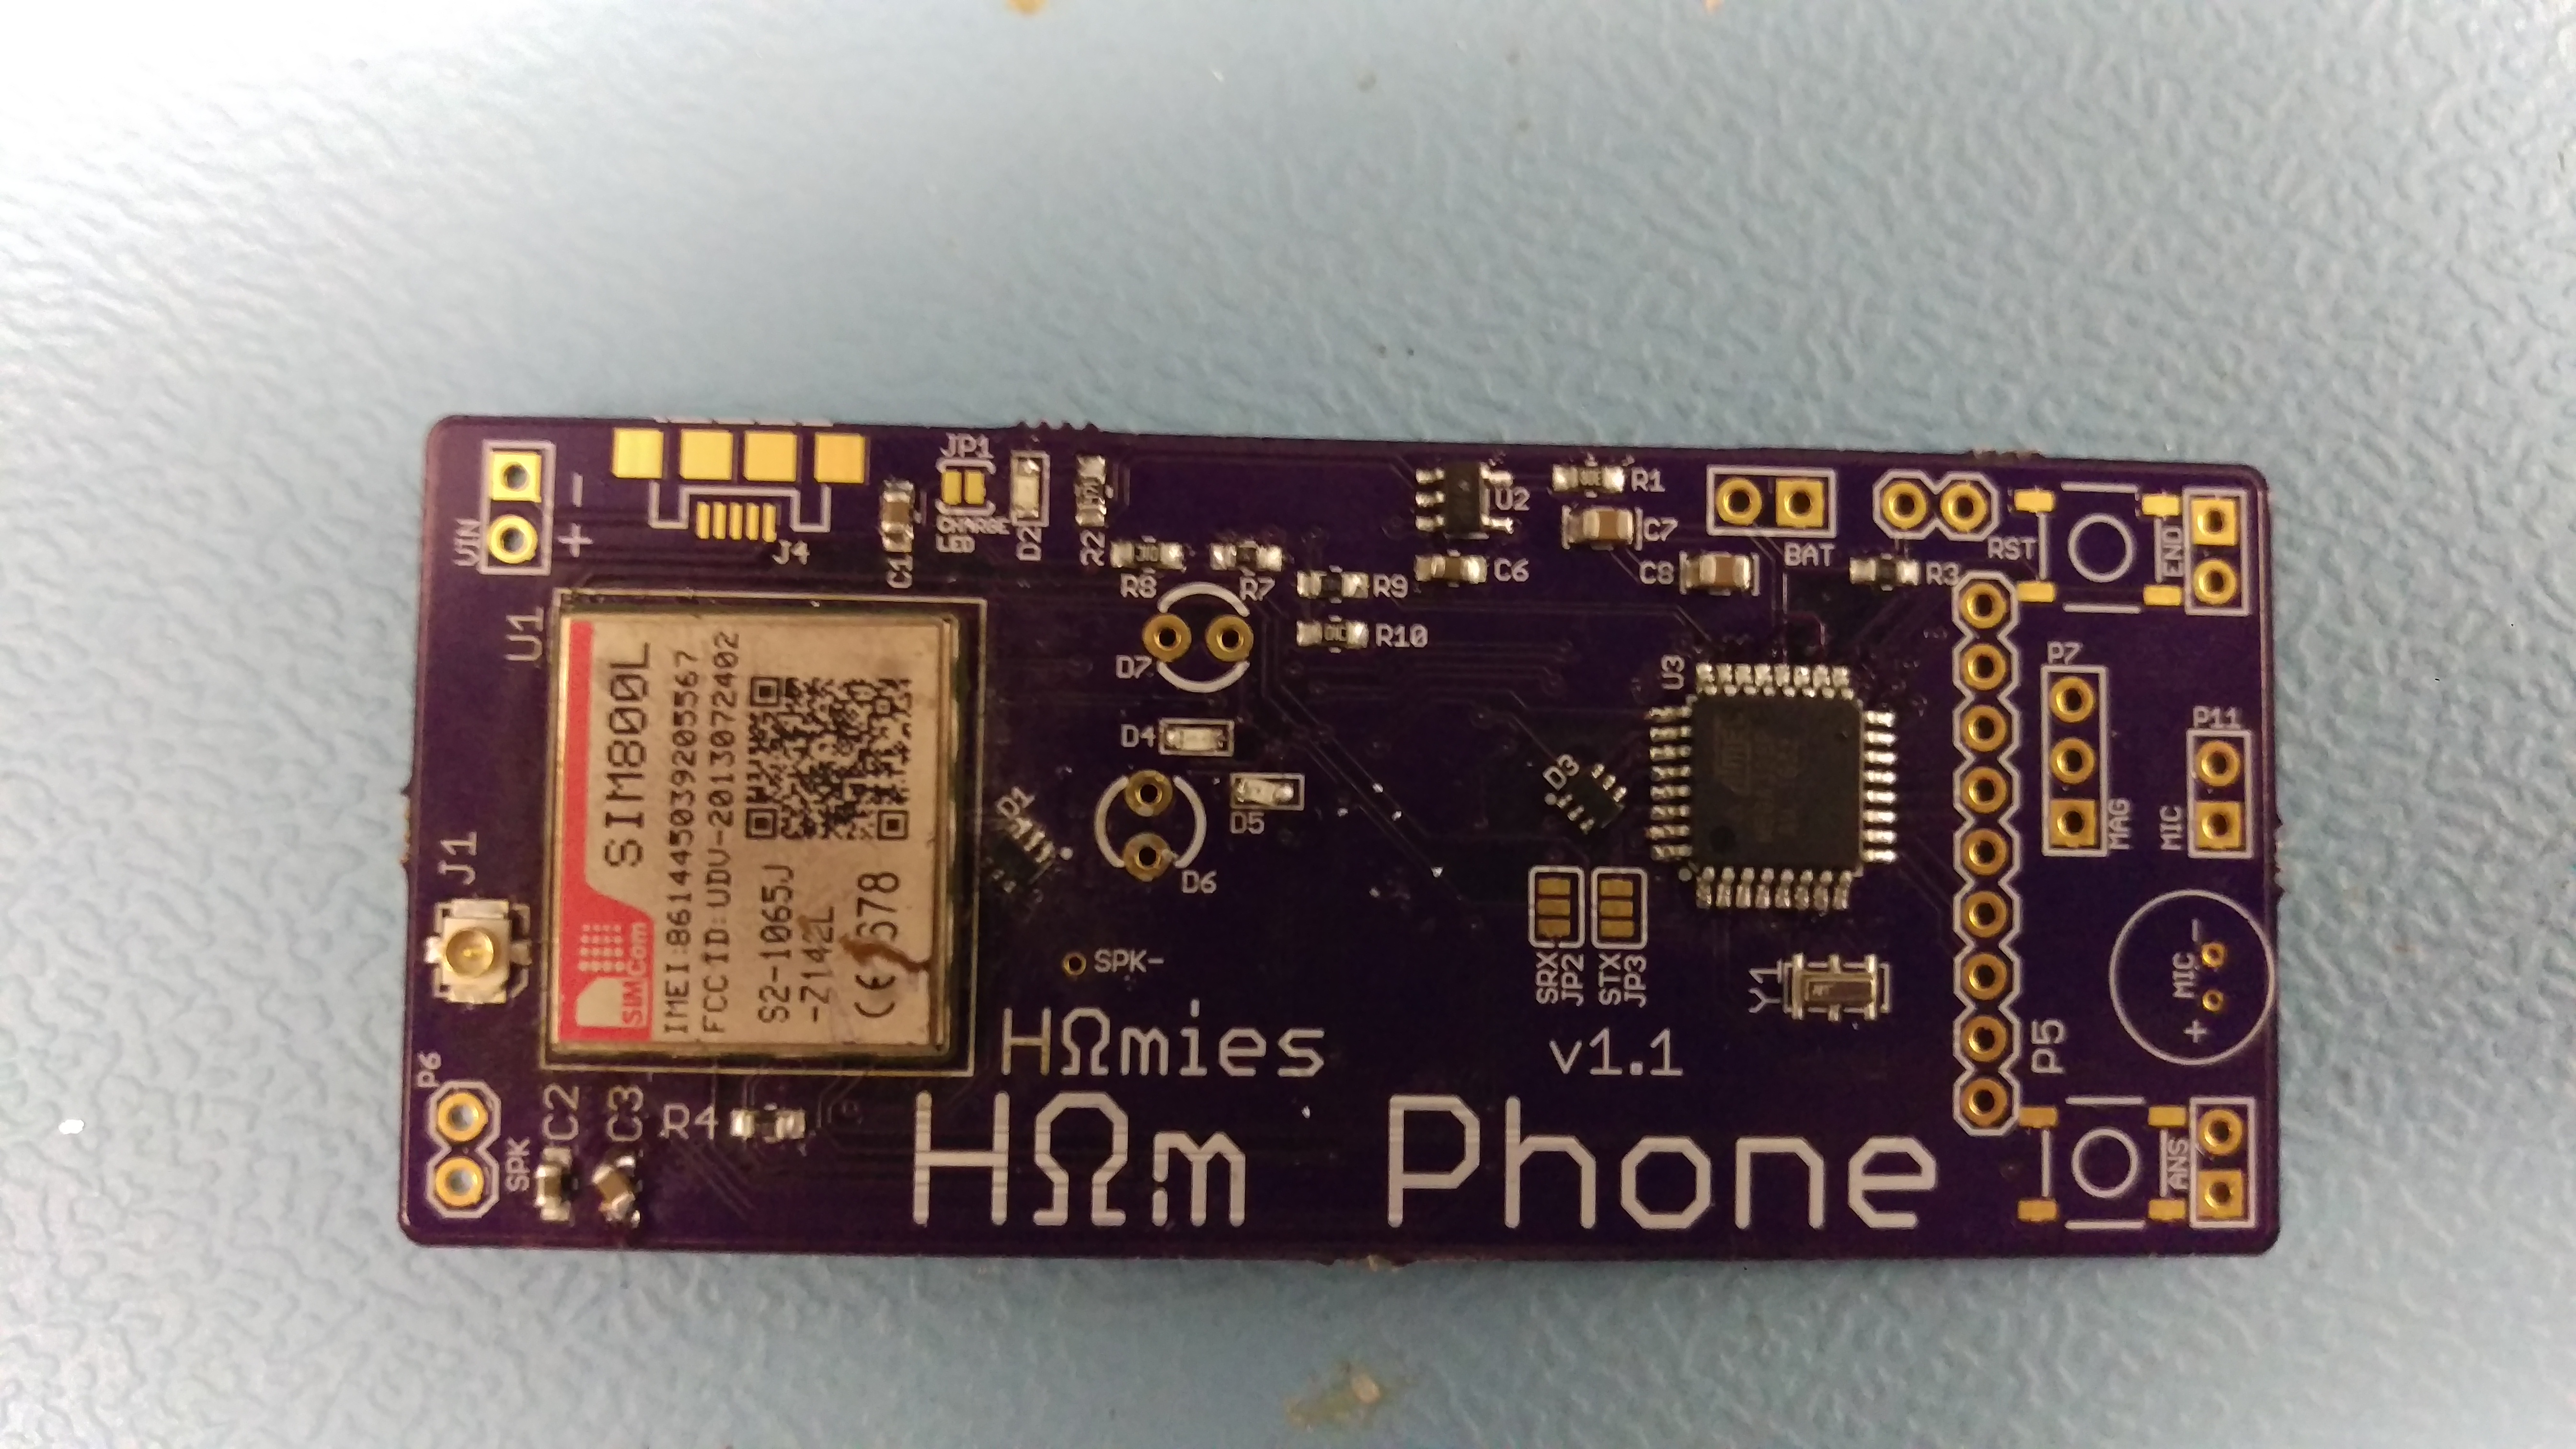 JP1
CHARGE
LED
D2
R2
VIN
+ -
J4
C1
U1
R8
R7
R9
R10
U2
R1
C7
C6
C8
BAT
R3
RST
END
D7
D4
D5
D6
D1
D3
U3
P7
MAG
P11
MIC
SIM800L
IMEI:861445039205567
FCC ID:UDV-2013072402
S2-1065J
-Z142L
SIMCom
J1
P6
SPK
C2
C3
R4
SPK-
SRX
JP2
STX
JP3
Y1
P5
MIC
+ -
ANS
HΩmies
v1.1
HΩm Phone